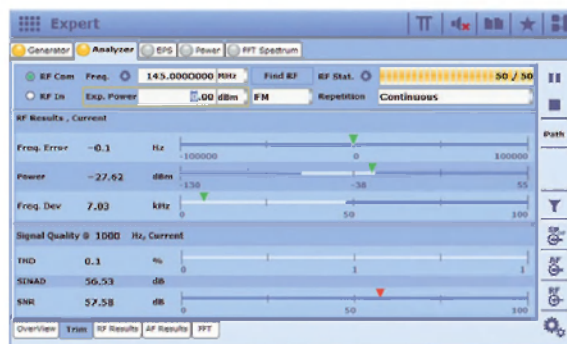 Expert
Generator Analyzer EPS Power FFT Spectrum
RF Com Freq. 145.0000000 MHz Find RF RF Stat. 50 / 50
RF In Exp. Power 0.00 dBm FM Repetition Continuous
RF Results , Current
Path
Freq. Error -0.1 Hz
-100000 0 100000
Power -27.62 dBm
-130 -38 55
Freq. Dev 7.03 kHz
0 50 100
Signal Quality @ 1000 Hz, Current
THD 0.1 %
0 1 1
SINAD 56.53 dB
SNR 57.58 dB
0 50 100
AF
RF
OverView Trim RF Results AF Results FFT